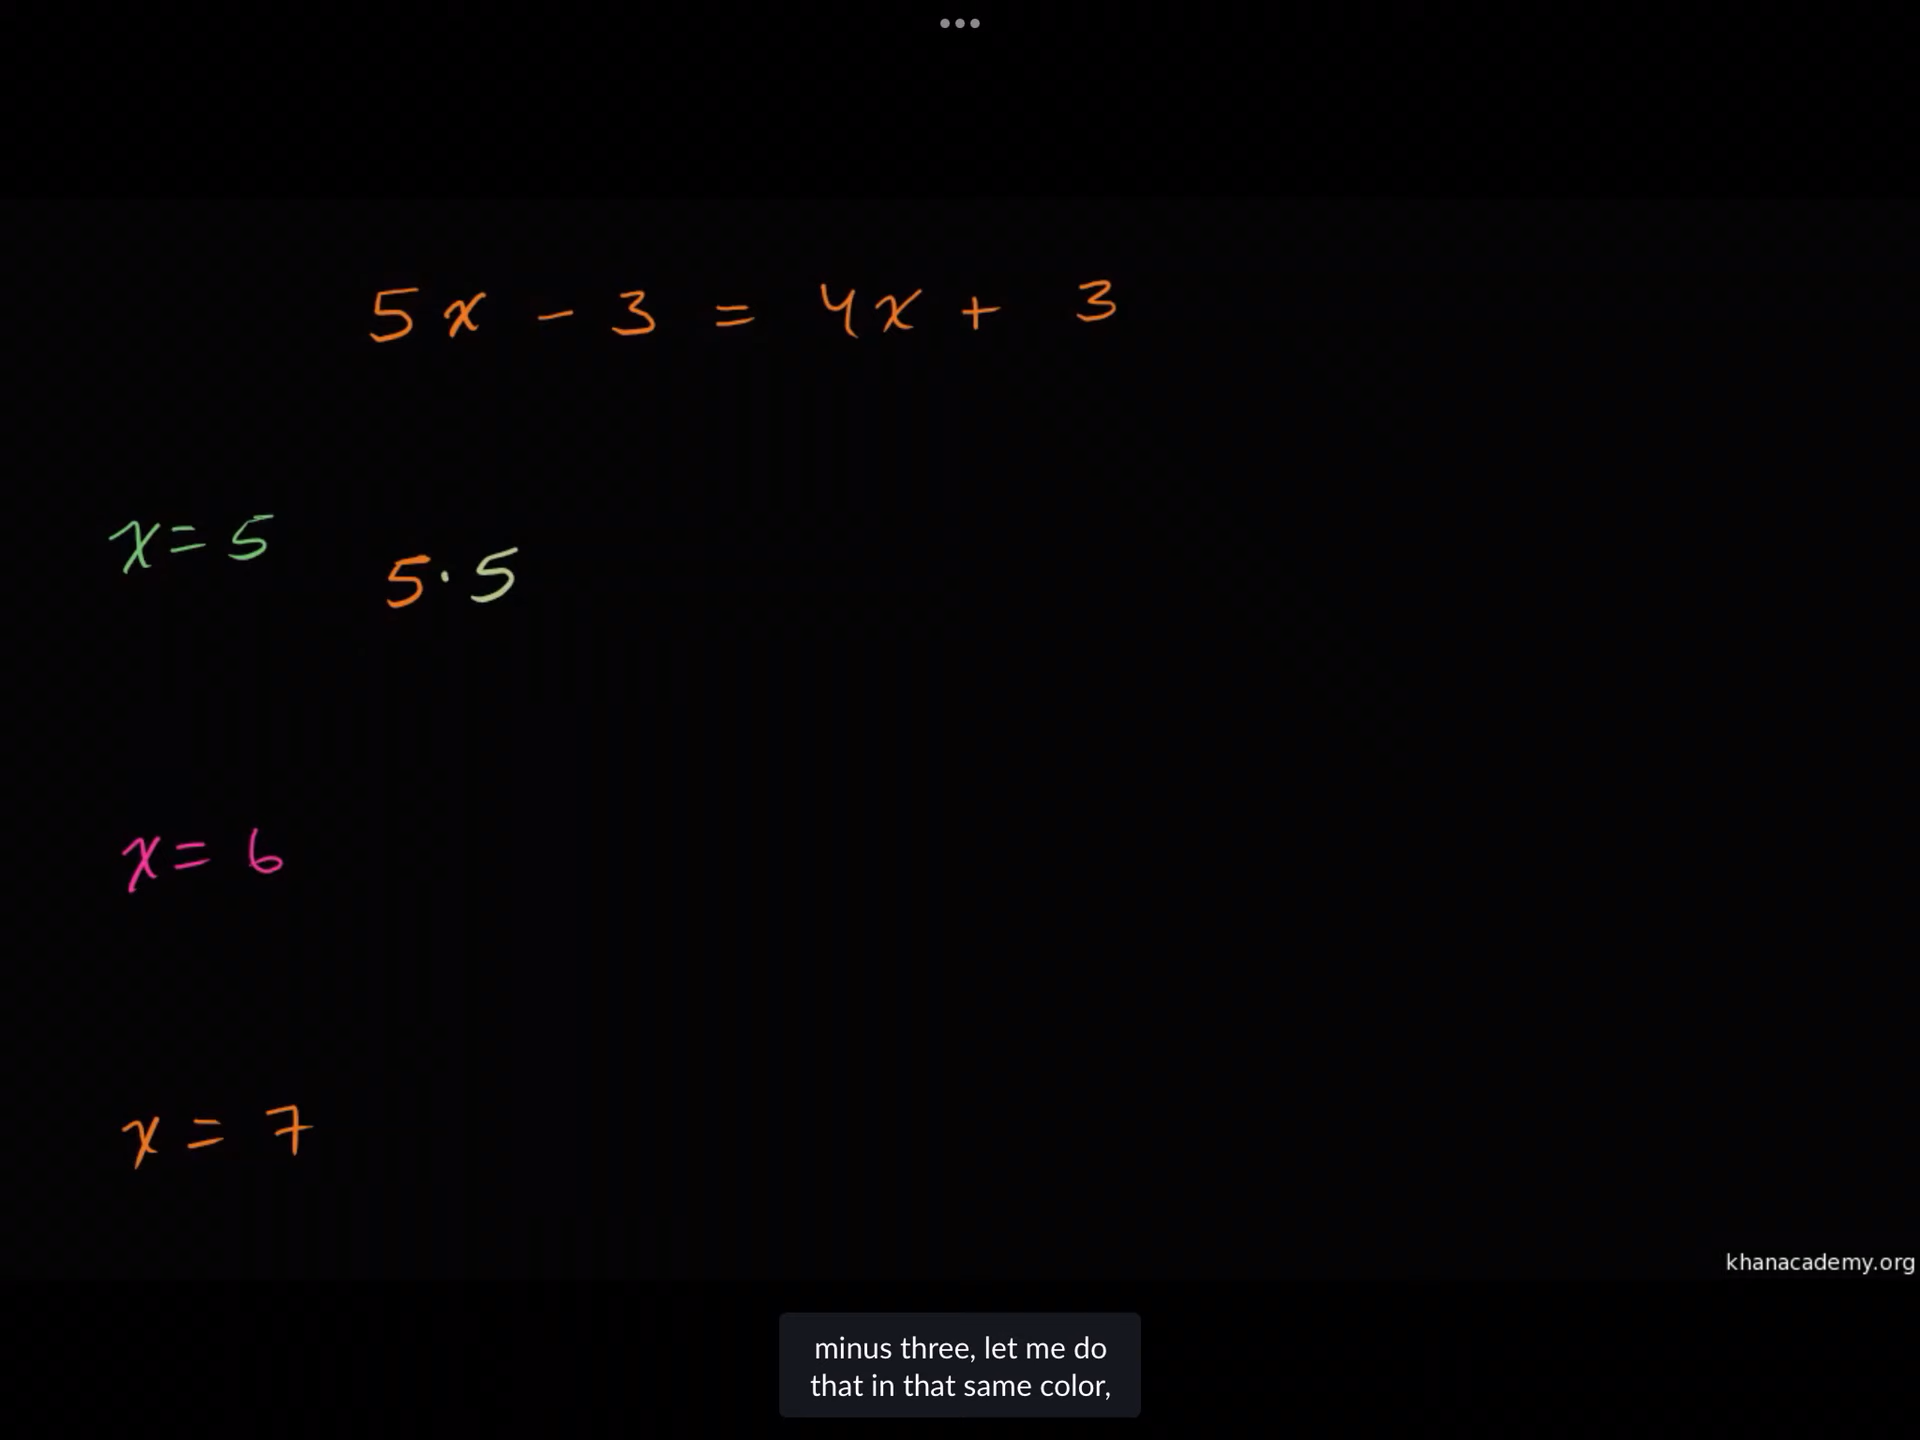 5x - 3 = 4x + 3
x = 5
5 · 5
x = 6
x = 7
khanacademy.org
minus three, let me do
that in that same color,